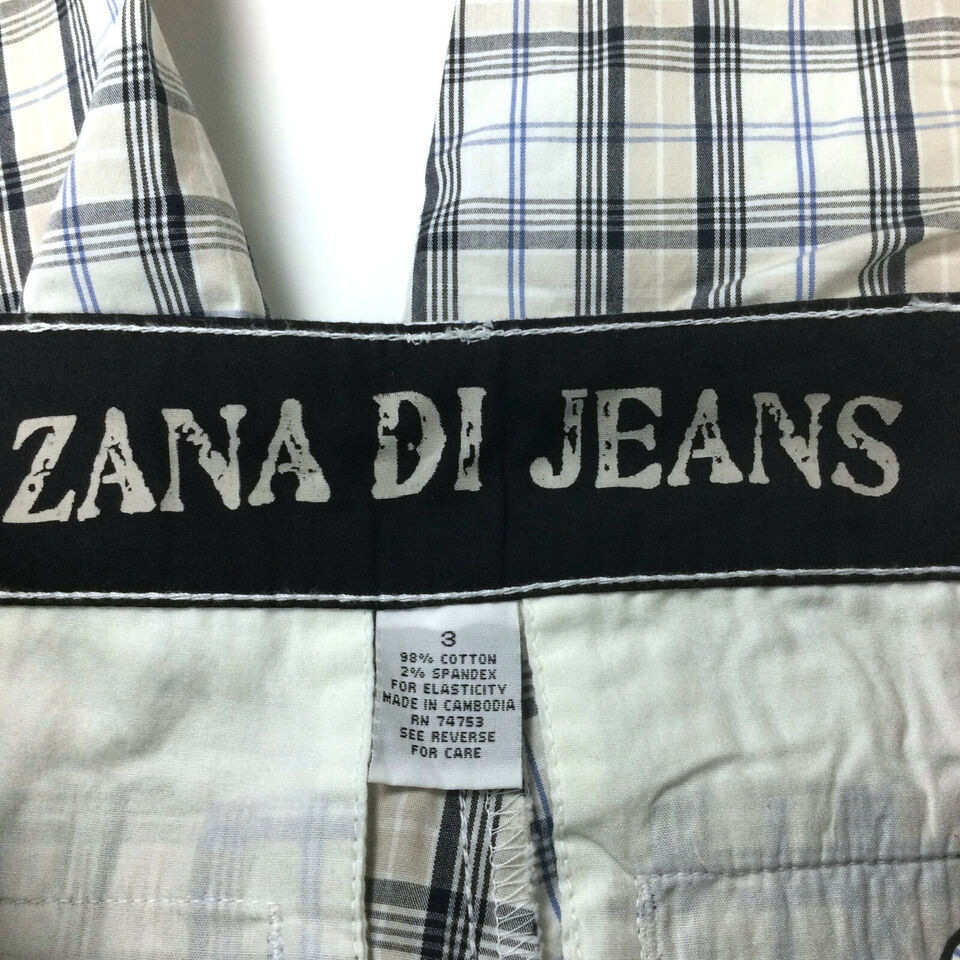 ZANA DI JEANS
3
98% COTTON
2% SPANDEX
FOR ELASTICITY
MADE IN CAMBODIA
RN 74753
SEE REVERSE
FOR CARE